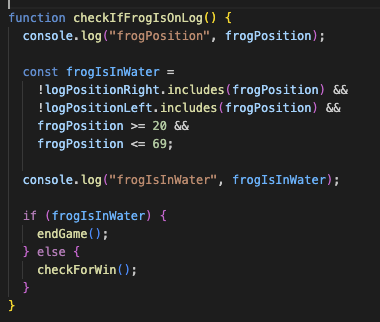 function checkIfFrogIsOnLog() {
console.log("frogPosition", frogPosition);
const frogIsInWater =
!logPositionRight.includes(frogPosition) &&
!logPositionLeft.includes(frogPosition) &&
frogPosition >= 20 &&
frogPosition <= 69;
console.log("frogIsInWater", frogIsInWater);
if (frogIsInWater) {
endGame();
} else {
checkForWin();
}
}